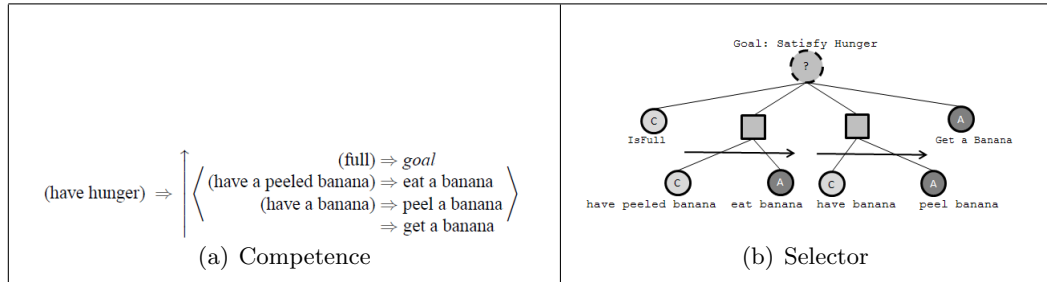 (full) ⇒ goal
(have a peeled banana) ⇒ eat a banana
(have hunger) ⇒
(have a banana) ⇒ peel a banana
⇒ get a banana
(a) Competence
Goal: Satisfy Hunger
?
C
A
IsFull
Get a Banana
C
A
C
A
have peeled banana eat banana have banana peel banana
(b) Selector